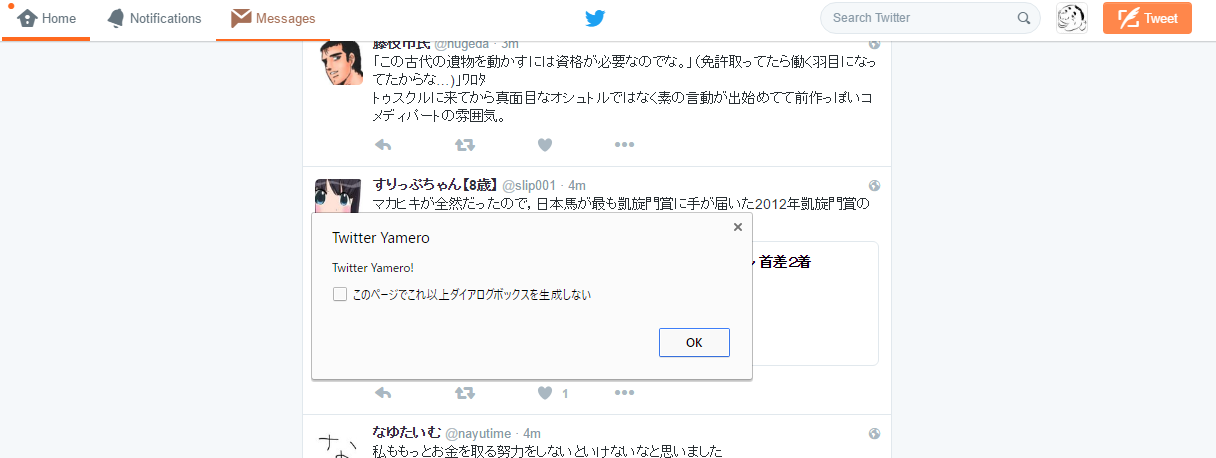 Home Notifications Messages Search Twitter Tweet
藤枝市民 @hugeda · 3m
「この古代の遺物を動かすには資格が必要なのでな。」(免許取ってたら働く羽目になっ
てたからな…)」ﾜﾛﾀ
トゥスクルに来てから真面目なオシュトルではなく素の言動が出始めてて前作っぽいコ
メディパートの雰囲気。
すりっぷちゃん【8歳】 @slip001 · 4m
マカヒキが全然だったので, 日本馬が最も凱旋門賞に手が届いた2012年凱旋門賞の
首差2着
Twitter Yamero
Twitter Yamero!
このページでこれ以上ダイアログボックスを生成しない
OK
1
なゆたいむ @nayutime · 4m
私ももっとお金を取る努力をしないといけないなと思いました